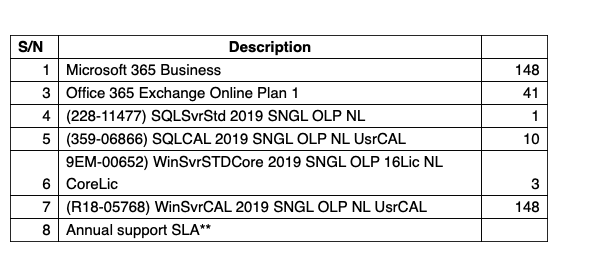 S/N Description
1 Microsoft 365 Business 148
3 Office 365 Exchange Online Plan 1 41
4 (228-11477) SQLSvrStd 2019 SNGL OLP NL 1
5 (359-06866) SQLCAL 2019 SNGL OLP NL UsrCAL 10
9EM-00652) WinSvrSTDCore 2019 SNGL OLP 16Lic NL
6 CoreLic 3
7 (R18-05768) WinSvrCAL 2019 SNGL OLP NL UsrCAL 148
8 Annual support SLA**